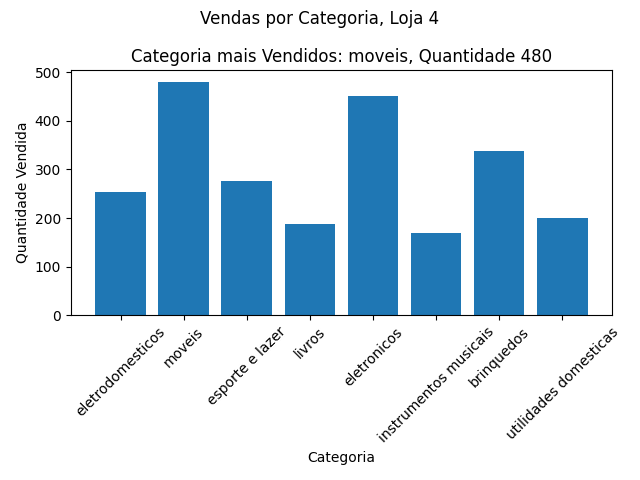 Vendas por Categoria, Loja 4
Categoria mais Vendidos: moveis, Quantidade 480
Quantidade Vendida
500
400
300
200
100
0
eletrodomesticos
moveis
esporte e lazer
livros
eletronicos
instrumentos musicais
brinquedos
utilidades domesticas
Categoria